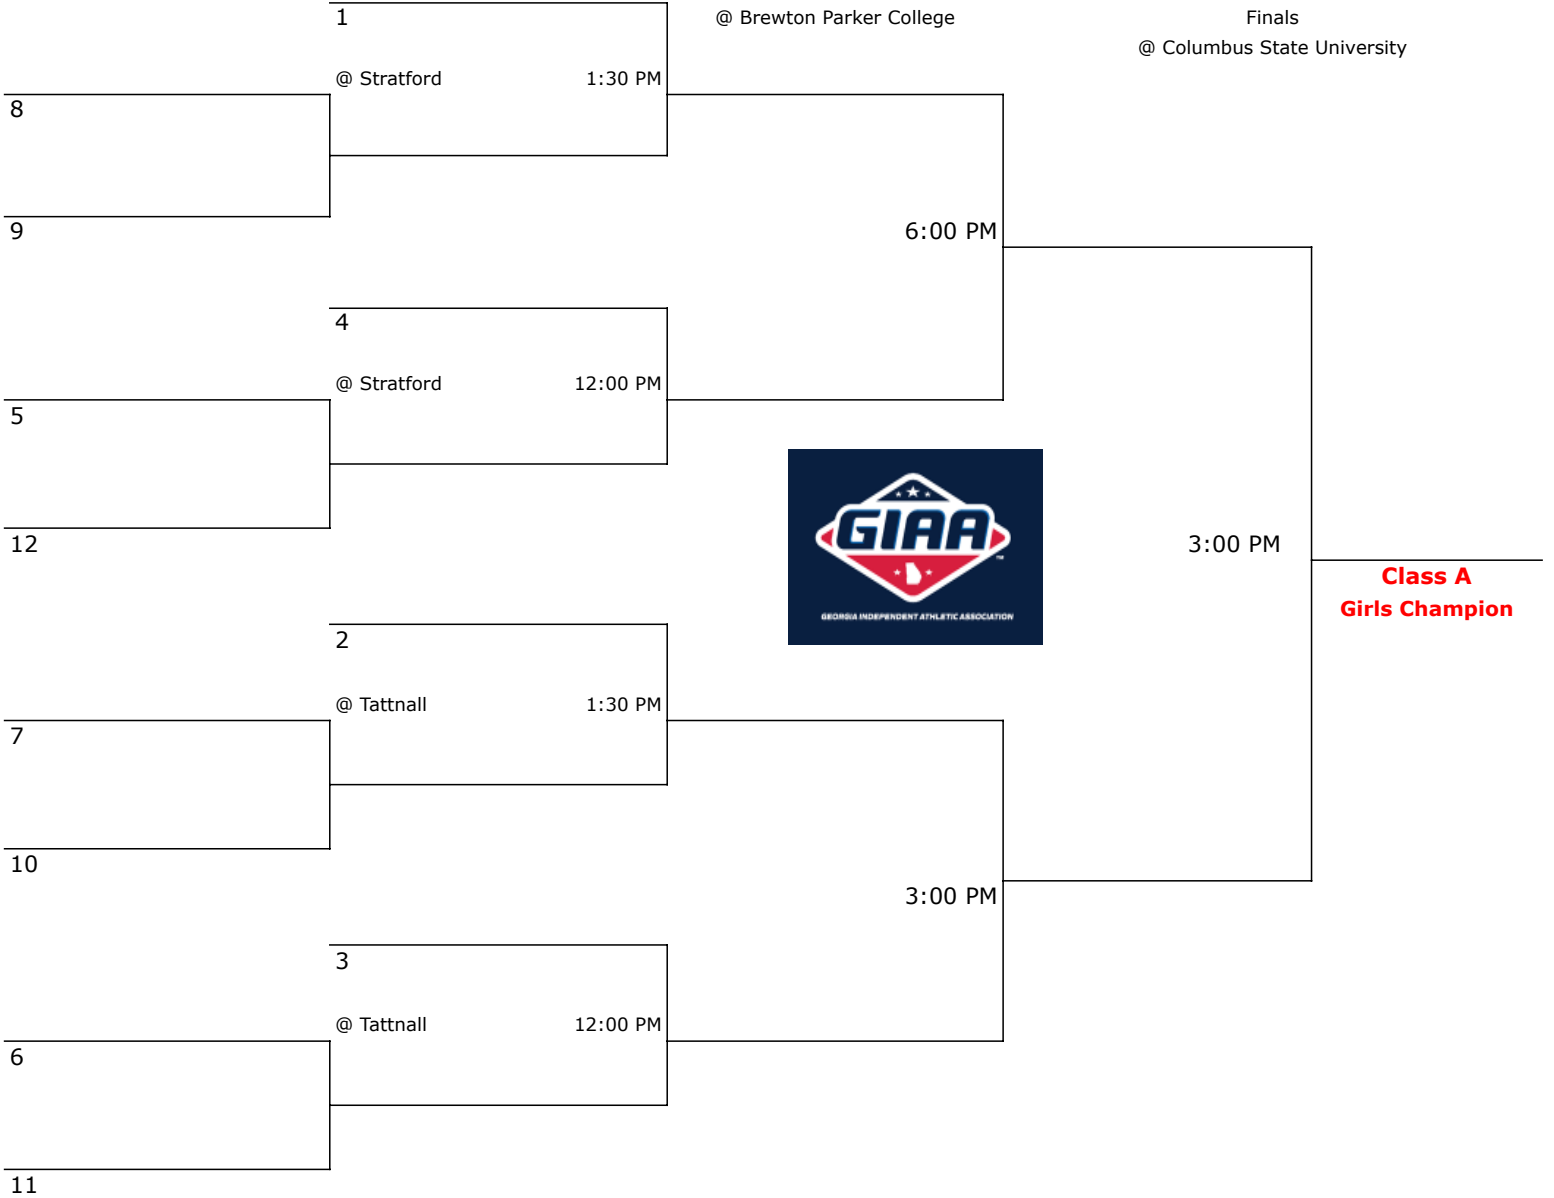 1
@ Brewton Parker College
Finals
@ Columbus State University
@ Stratford 1:30 PM
8
9
6:00 PM
4
@ Stratford 12:00 PM
5
12
GIAA
™
GEORGIA INDEPENDENT ATHLETIC ASSOCIATION
3:00 PM
Class A
Girls Champion
2
@ Tattnall 1:30 PM
7
10
3:00 PM
3
@ Tattnall 12:00 PM
6
11